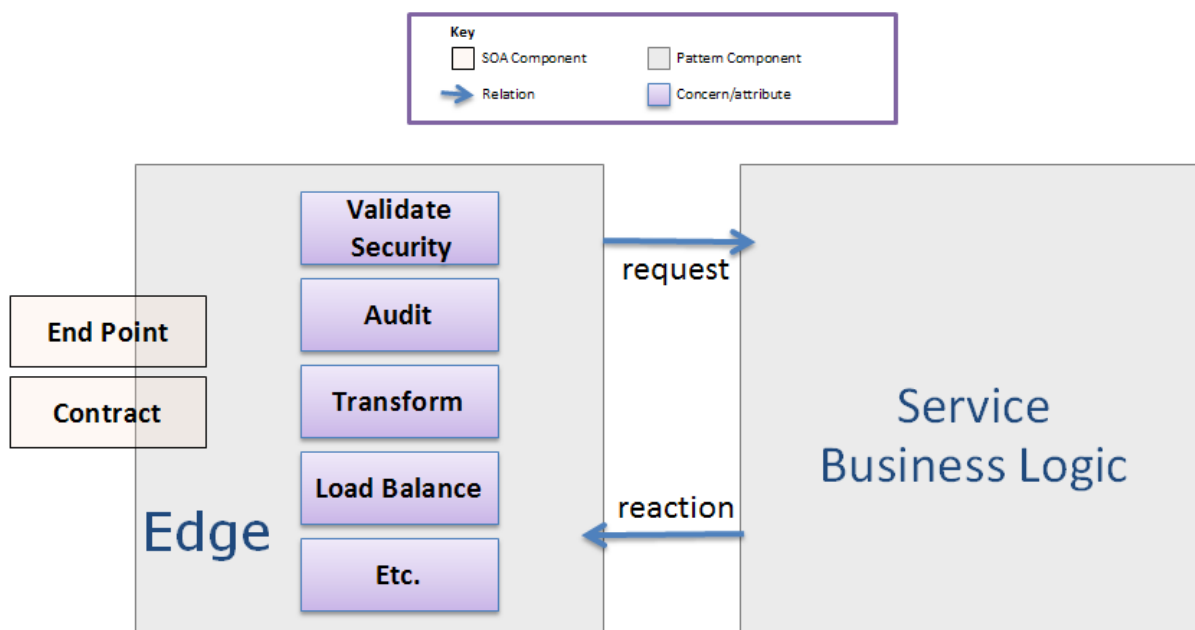 Key
SOA Component
Pattern Component
Relation
Concern/attribute
Validate
Security
request
Audit
End Point
Transform
Contract
Service
Business Logic
Load Balance
reaction
Edge
Etc.